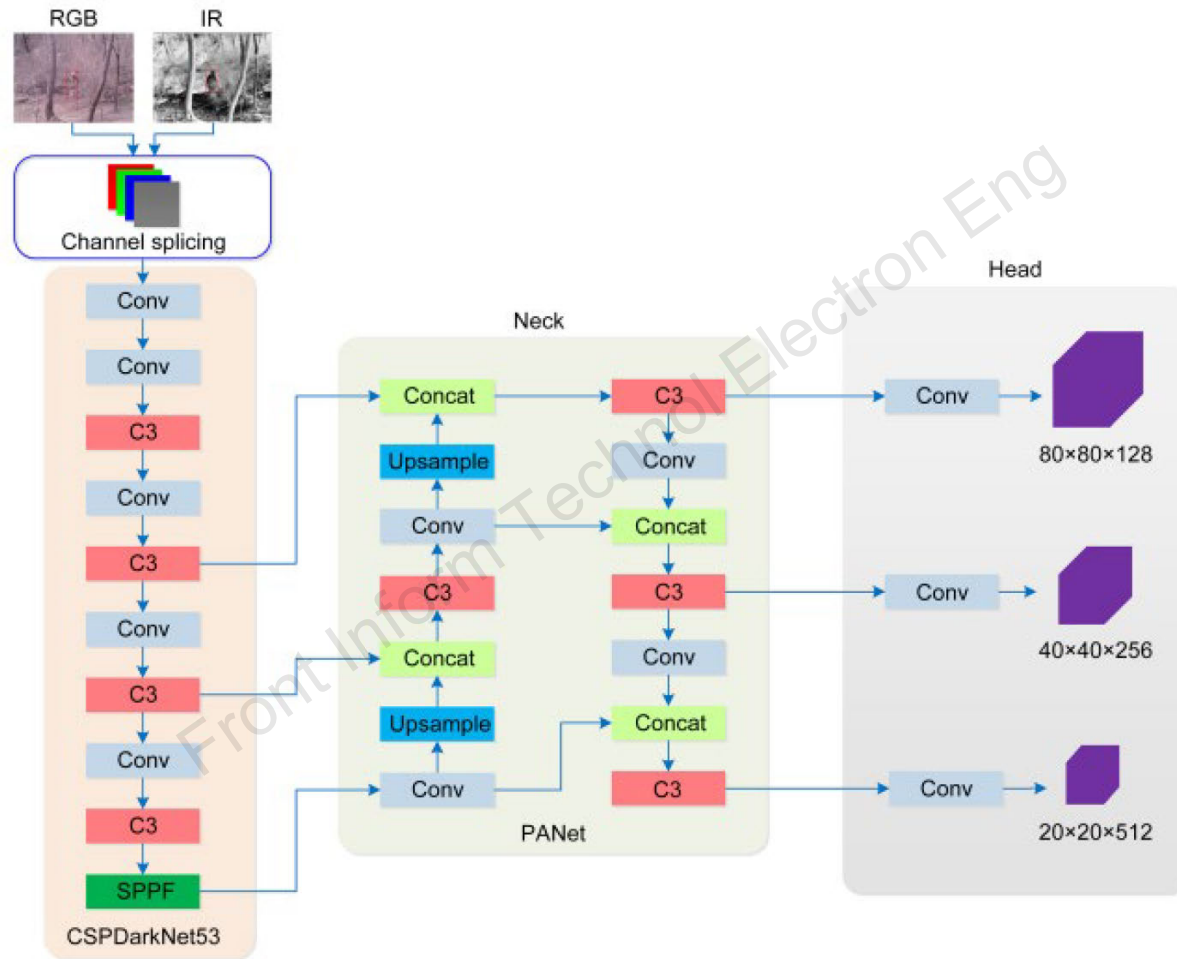 RGB
IR
Channel splicing
Conv
Conv
C3
Conv
C3
Conv
C3
Conv
C3
SPPF
CSPDarkNet53
Neck
Concat
Upsample
Conv
C3
Concat
Upsample
Conv
C3
Conv
Concat
C3
Conv
Concat
C3
PANet
Head
Conv
80×80×128
Conv
40×40×256
Conv
20×20×512
Front Inform Technol Electron Eng